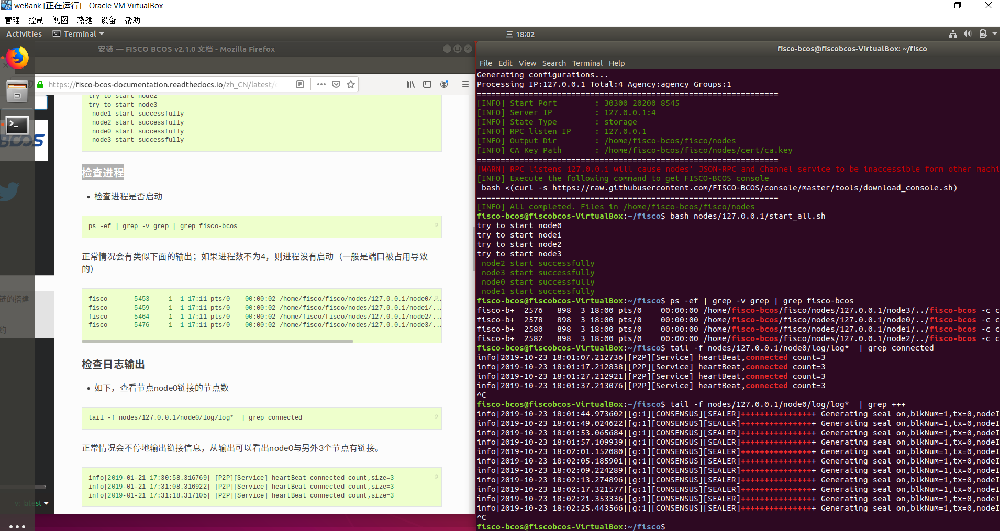 weBank [正在运行] - Oracle VM VirtualBox
管理 控制 视图 热键 设备 帮助
Activities Terminal 三 18:02
安装 — FISCO BCOS v2.1.0 文档 - Mozilla Firefox
https://fisco-bcos-documentation.readthedocs.io/zh_CN/latest/
try to start node2
try to start node3
node1 start successfully
node2 start successfully
node0 start successfully
node3 start successfully
BCOS
检查进程
检查进程是否启动
ps -ef | grep -v grep | grep fisco-bcos
正常情况会有类似下面的输出；如果进程数不为4，则进程没有启动（一般是端口被占用导致
的）
链的搭建
约
fisco 5453 1 1 17:11 pts/0 00:00:02 /home/fisco/fisco/nodes/127.0.0.1/node0/../
fisco 5459 1 1 17:11 pts/0 00:00:02 /home/fisco/fisco/nodes/127.0.0.1/node1/../
fisco 5464 1 1 17:11 pts/0 00:00:02 /home/fisco/fisco/nodes/127.0.0.1/node2/../
fisco 5476 1 1 17:11 pts/0 00:00:02 /home/fisco/fisco/nodes/127.0.0.1/node3/../
检查日志输出
如下，查看节点node0链接的节点数
tail -f nodes/127.0.0.1/node0/log/log* | grep connected
正常情况会不停地输出链接信息，从输出可以看出node0与另外3个节点有链接。
info|2019-01-21 17:30:58.316769| [P2P][Service] heartBeat connected count,size=3
info|2019-01-21 17:31:08.316922| [P2P][Service] heartBeat connected count,size=3
info|2019-01-21 17:31:18.317105| [P2P][Service] heartBeat connected count,size=3
v: latest
fisco-bcos@fiscobcos-VirtualBox: ~/fisco
File Edit View Search Terminal Help
Generating configurations...
Processing IP:127.0.0.1 Total:4 Agency:agency Groups:1
================================================================
[INFO] Start Port : 30300 20200 8545
[INFO] Server IP : 127.0.0.1:4
[INFO] State Type : storage
[INFO] RPC listen IP : 127.0.0.1
[INFO] Output Dir : /home/fisco-bcos/fisco/nodes
[INFO] CA Key Path : /home/fisco-bcos/fisco/nodes/cert/ca.key
================================================================
[WARN] RPC listens 127.0.0.1 will cause nodes' JSON-RPC and Channel service to be inaccessible form other machi
[INFO] Execute the following command to get FISCO-BCOS console
bash <(curl -s https://raw.githubusercontent.com/FISCO-BCOS/console/master/tools/download_console.sh)
================================================================
[INFO] All completed. Files in /home/fisco-bcos/fisco/nodes
fisco-bcos@fiscobcos-VirtualBox:~/fisco$ bash nodes/127.0.0.1/start_all.sh
try to start node0
try to start node1
try to start node2
try to start node3
node2 start successfully
node3 start successfully
node0 start successfully
node1 start successfully
fisco-bcos@fiscobcos-VirtualBox:~/fisco$ ps -ef | grep -v grep | grep fisco-bcos
fisco-b+ 2576 898 3 18:00 pts/0 00:00:00 /home/fisco-bcos/fisco/nodes/127.0.0.1/node3/../fisco-bcos -c c
fisco-b+ 2578 898 3 18:00 pts/0 00:00:00 /home/fisco-bcos/fisco/nodes/127.0.0.1/node0/../fisco-bcos -c c
fisco-b+ 2580 898 3 18:00 pts/0 00:00:00 /home/fisco-bcos/fisco/nodes/127.0.0.1/node1/../fisco-bcos -c c
fisco-b+ 2582 898 3 18:00 pts/0 00:00:00 /home/fisco-bcos/fisco/nodes/127.0.0.1/node2/../fisco-bcos -c c
fisco-bcos@fiscobcos-VirtualBox:~/fisco$ tail -f nodes/127.0.0.1/node0/log/log* | grep connected
info|2019-10-23 18:01:07.212736|[P2P][Service] heartBeat,connected count=3
info|2019-10-23 18:01:17.212838|[P2P][Service] heartBeat,connected count=3
info|2019-10-23 18:01:27.212921|[P2P][Service] heartBeat,connected count=3
info|2019-10-23 18:01:37.213076|[P2P][Service] heartBeat,connected count=3
^C
fisco-bcos@fiscobcos-VirtualBox:~/fisco$ tail -f nodes/127.0.0.1/node0/log/log* | grep +++
info|2019-10-23 18:01:44.973602|[g:1][CONSENSUS][SEALER]++++++++++++++++ Generating seal on,blkNum=1,tx=0,nodeI
info|2019-10-23 18:01:49.024622|[g:1][CONSENSUS][SEALER]++++++++++++++++ Generating seal on,blkNum=1,tx=0,nodeI
info|2019-10-23 18:01:53.065684|[g:1][CONSENSUS][SEALER]++++++++++++++++ Generating seal on,blkNum=1,tx=0,nodeI
info|2019-10-23 18:01:57.109939|[g:1][CONSENSUS][SEALER]++++++++++++++++ Generating seal on,blkNum=1,tx=0,nodeI
info|2019-10-23 18:02:01.152080|[g:1][CONSENSUS][SEALER]++++++++++++++++ Generating seal on,blkNum=1,tx=0,nodeI
info|2019-10-23 18:02:05.185901|[g:1][CONSENSUS][SEALER]++++++++++++++++ Generating seal on,blkNum=1,tx=0,nodeI
info|2019-10-23 18:02:09.224289|[g:1][CONSENSUS][SEALER]++++++++++++++++ Generating seal on,blkNum=1,tx=0,nodeI
info|2019-10-23 18:02:13.274896|[g:1][CONSENSUS][SEALER]++++++++++++++++ Generating seal on,blkNum=1,tx=0,nodeI
info|2019-10-23 18:02:17.321577|[g:1][CONSENSUS][SEALER]++++++++++++++++ Generating seal on,blkNum=1,tx=0,nodeI
info|2019-10-23 18:02:21.353336|[g:1][CONSENSUS][SEALER]++++++++++++++++ Generating seal on,blkNum=1,tx=0,nodeI
info|2019-10-23 18:02:25.443566|[g:1][CONSENSUS][SEALER]++++++++++++++++ Generating seal on,blkNum=1,tx=0,nodeI
^C
fisco-bcos@fiscobcos-VirtualBox:~/fisco$